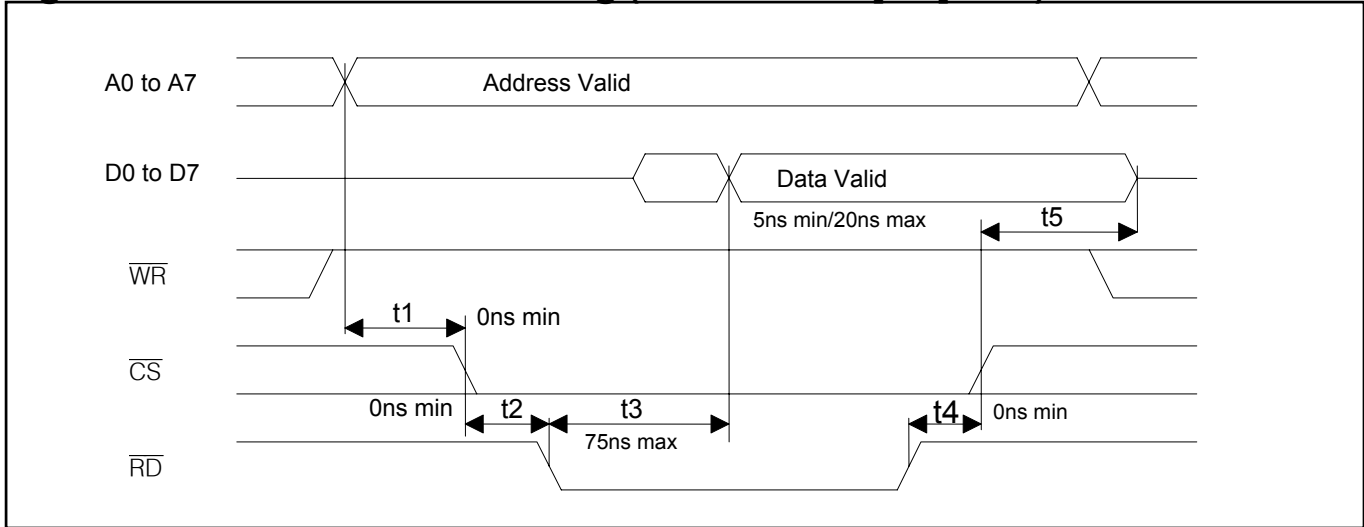 A0 to A7
Address Valid
D0 to D7
Data Valid
5ns min/20ns max
t5
WR
t1
0ns min
CS
0ns min
t2
t3
t4
0ns min
75ns max
RD